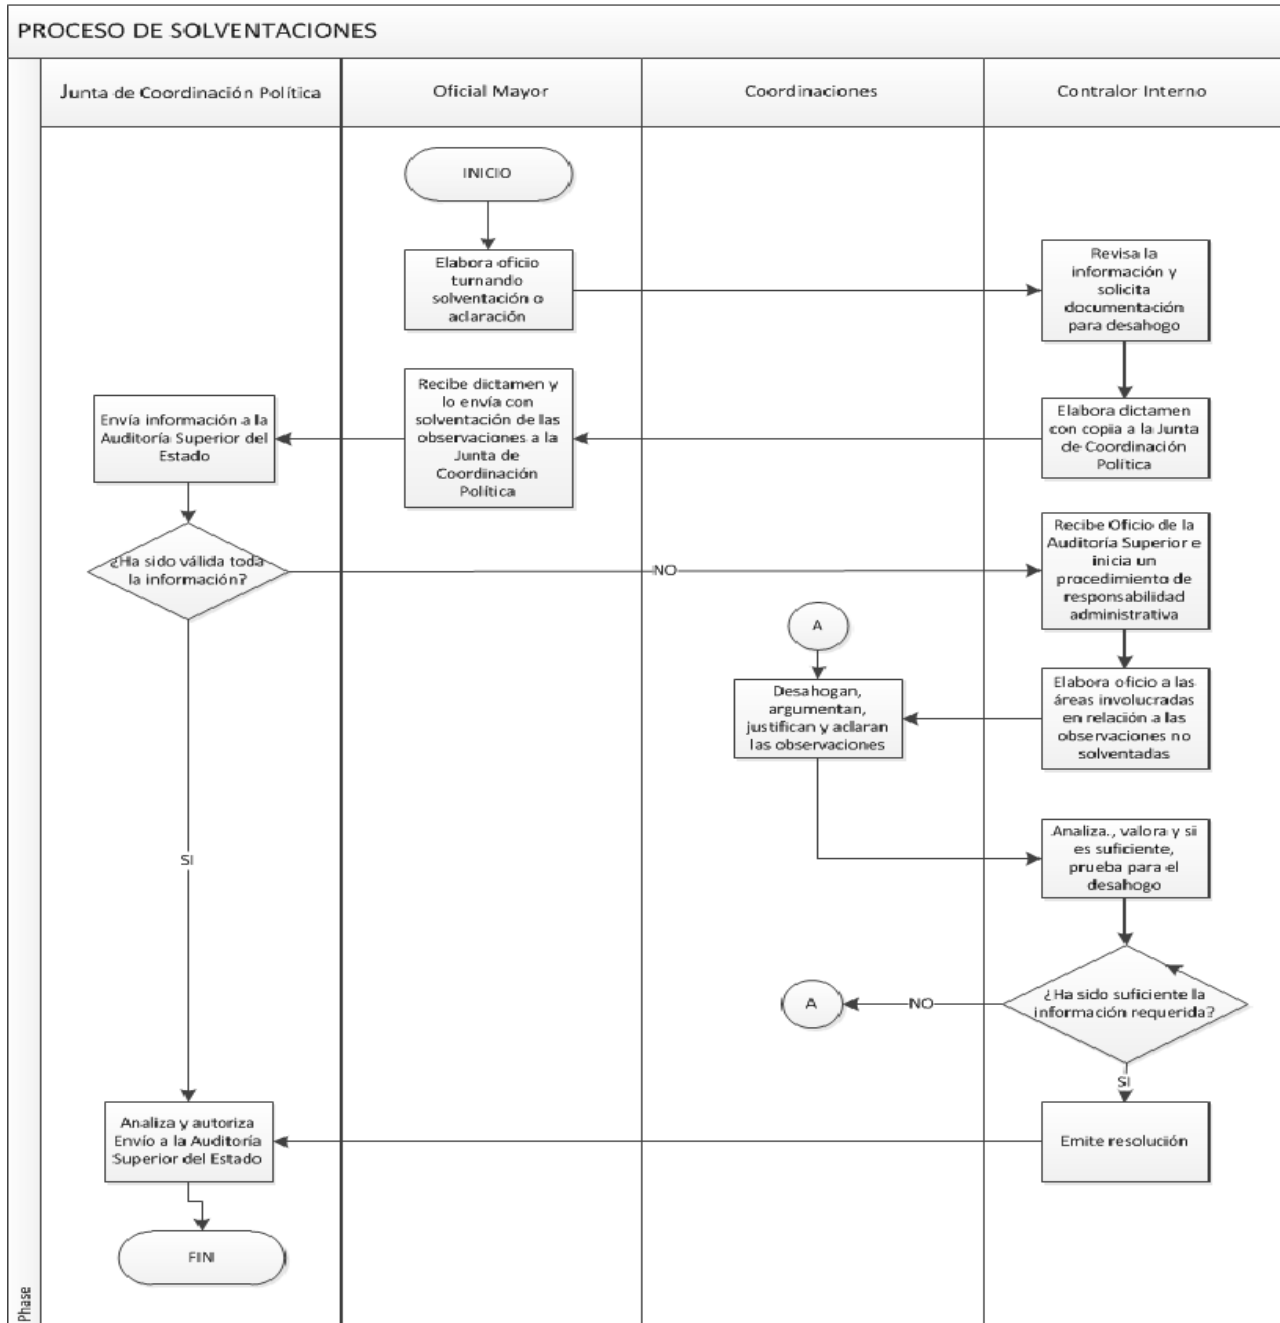 PROCESO DE SOLVENTACIONES
Junta de Coordinación Política
Oficial Mayor
Coordinaciones
Contralor Interno
INICIO
Elabora oficio
turnando
solventación o
aclaración
Revisa la
información y
solicita
documentación
para desahogo
Recibe dictamen y
lo envía con
solventación de las
observaciones a la
Junta de
Coordinación
Política
Envía información a la
Auditoría Superior del
Estado
Elabora dictamen
con copia a la Junta
de Coordinación
Política
¿Ha sido válida toda
la información?
NO
Recibe Oficio de la
Auditoría Superior e
inicia un
procedimiento de
responsabilidad
administrativa
A
Desahogan,
argumentan,
justifican y aclaran
las observaciones
Elabora oficio a las
áreas involucradas
en relación a las
observaciones no
solventadas
SI
Analiza., valora y si
es suficiente,
prueba para el
desahogo
A
NO
¿Ha sido suficiente la
información requerida?
SI
Analiza y autoriza
Envío a la Auditoría
Superior del Estado
Emite resolución
FINI
Phase